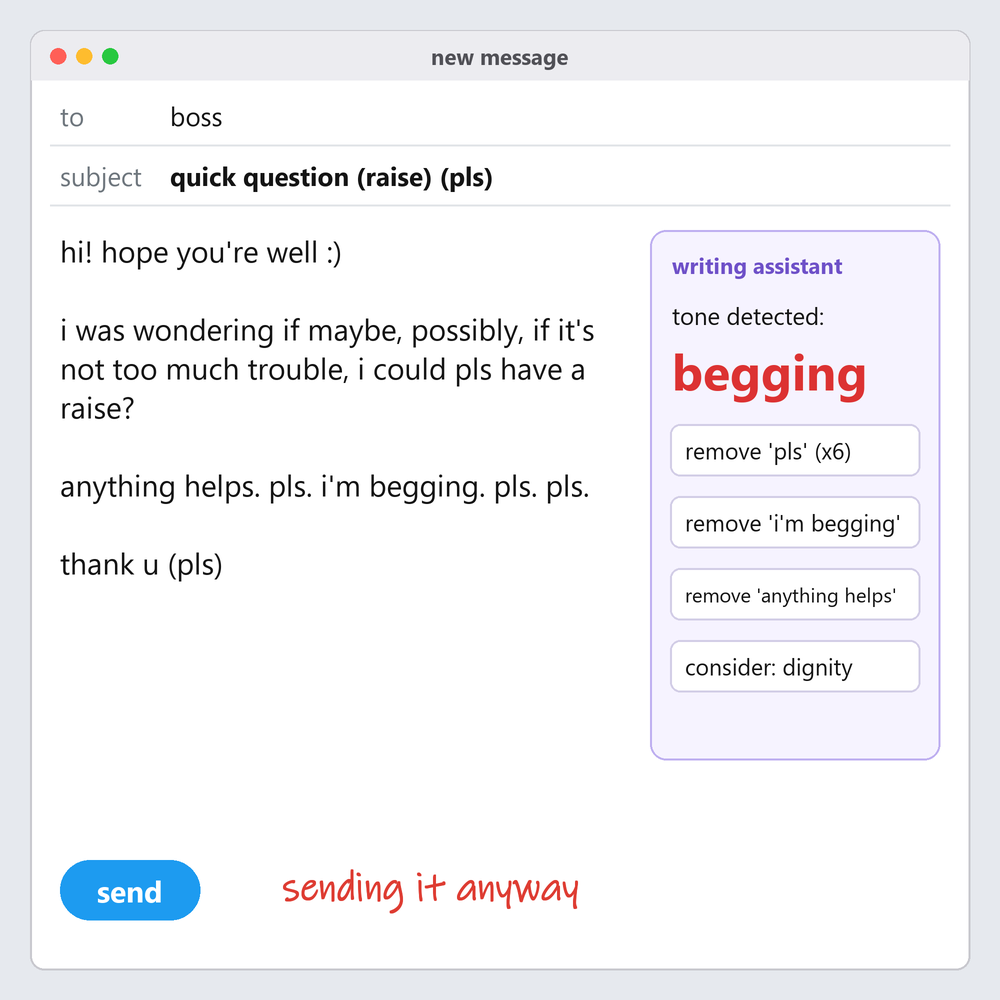 new message
to boss
subject quick question (raise) (pls)
hi! hope you're well :)
i was wondering if maybe, possibly, if it's
not too much trouble, i could pls have a
raise?
anything helps. pls. i'm begging. pls. pls.
thank u (pls)
writing assistant
tone detected:
begging
remove 'pls' (x6)
remove 'i'm begging'
remove 'anything helps'
consider: dignity
send
sending it anyway